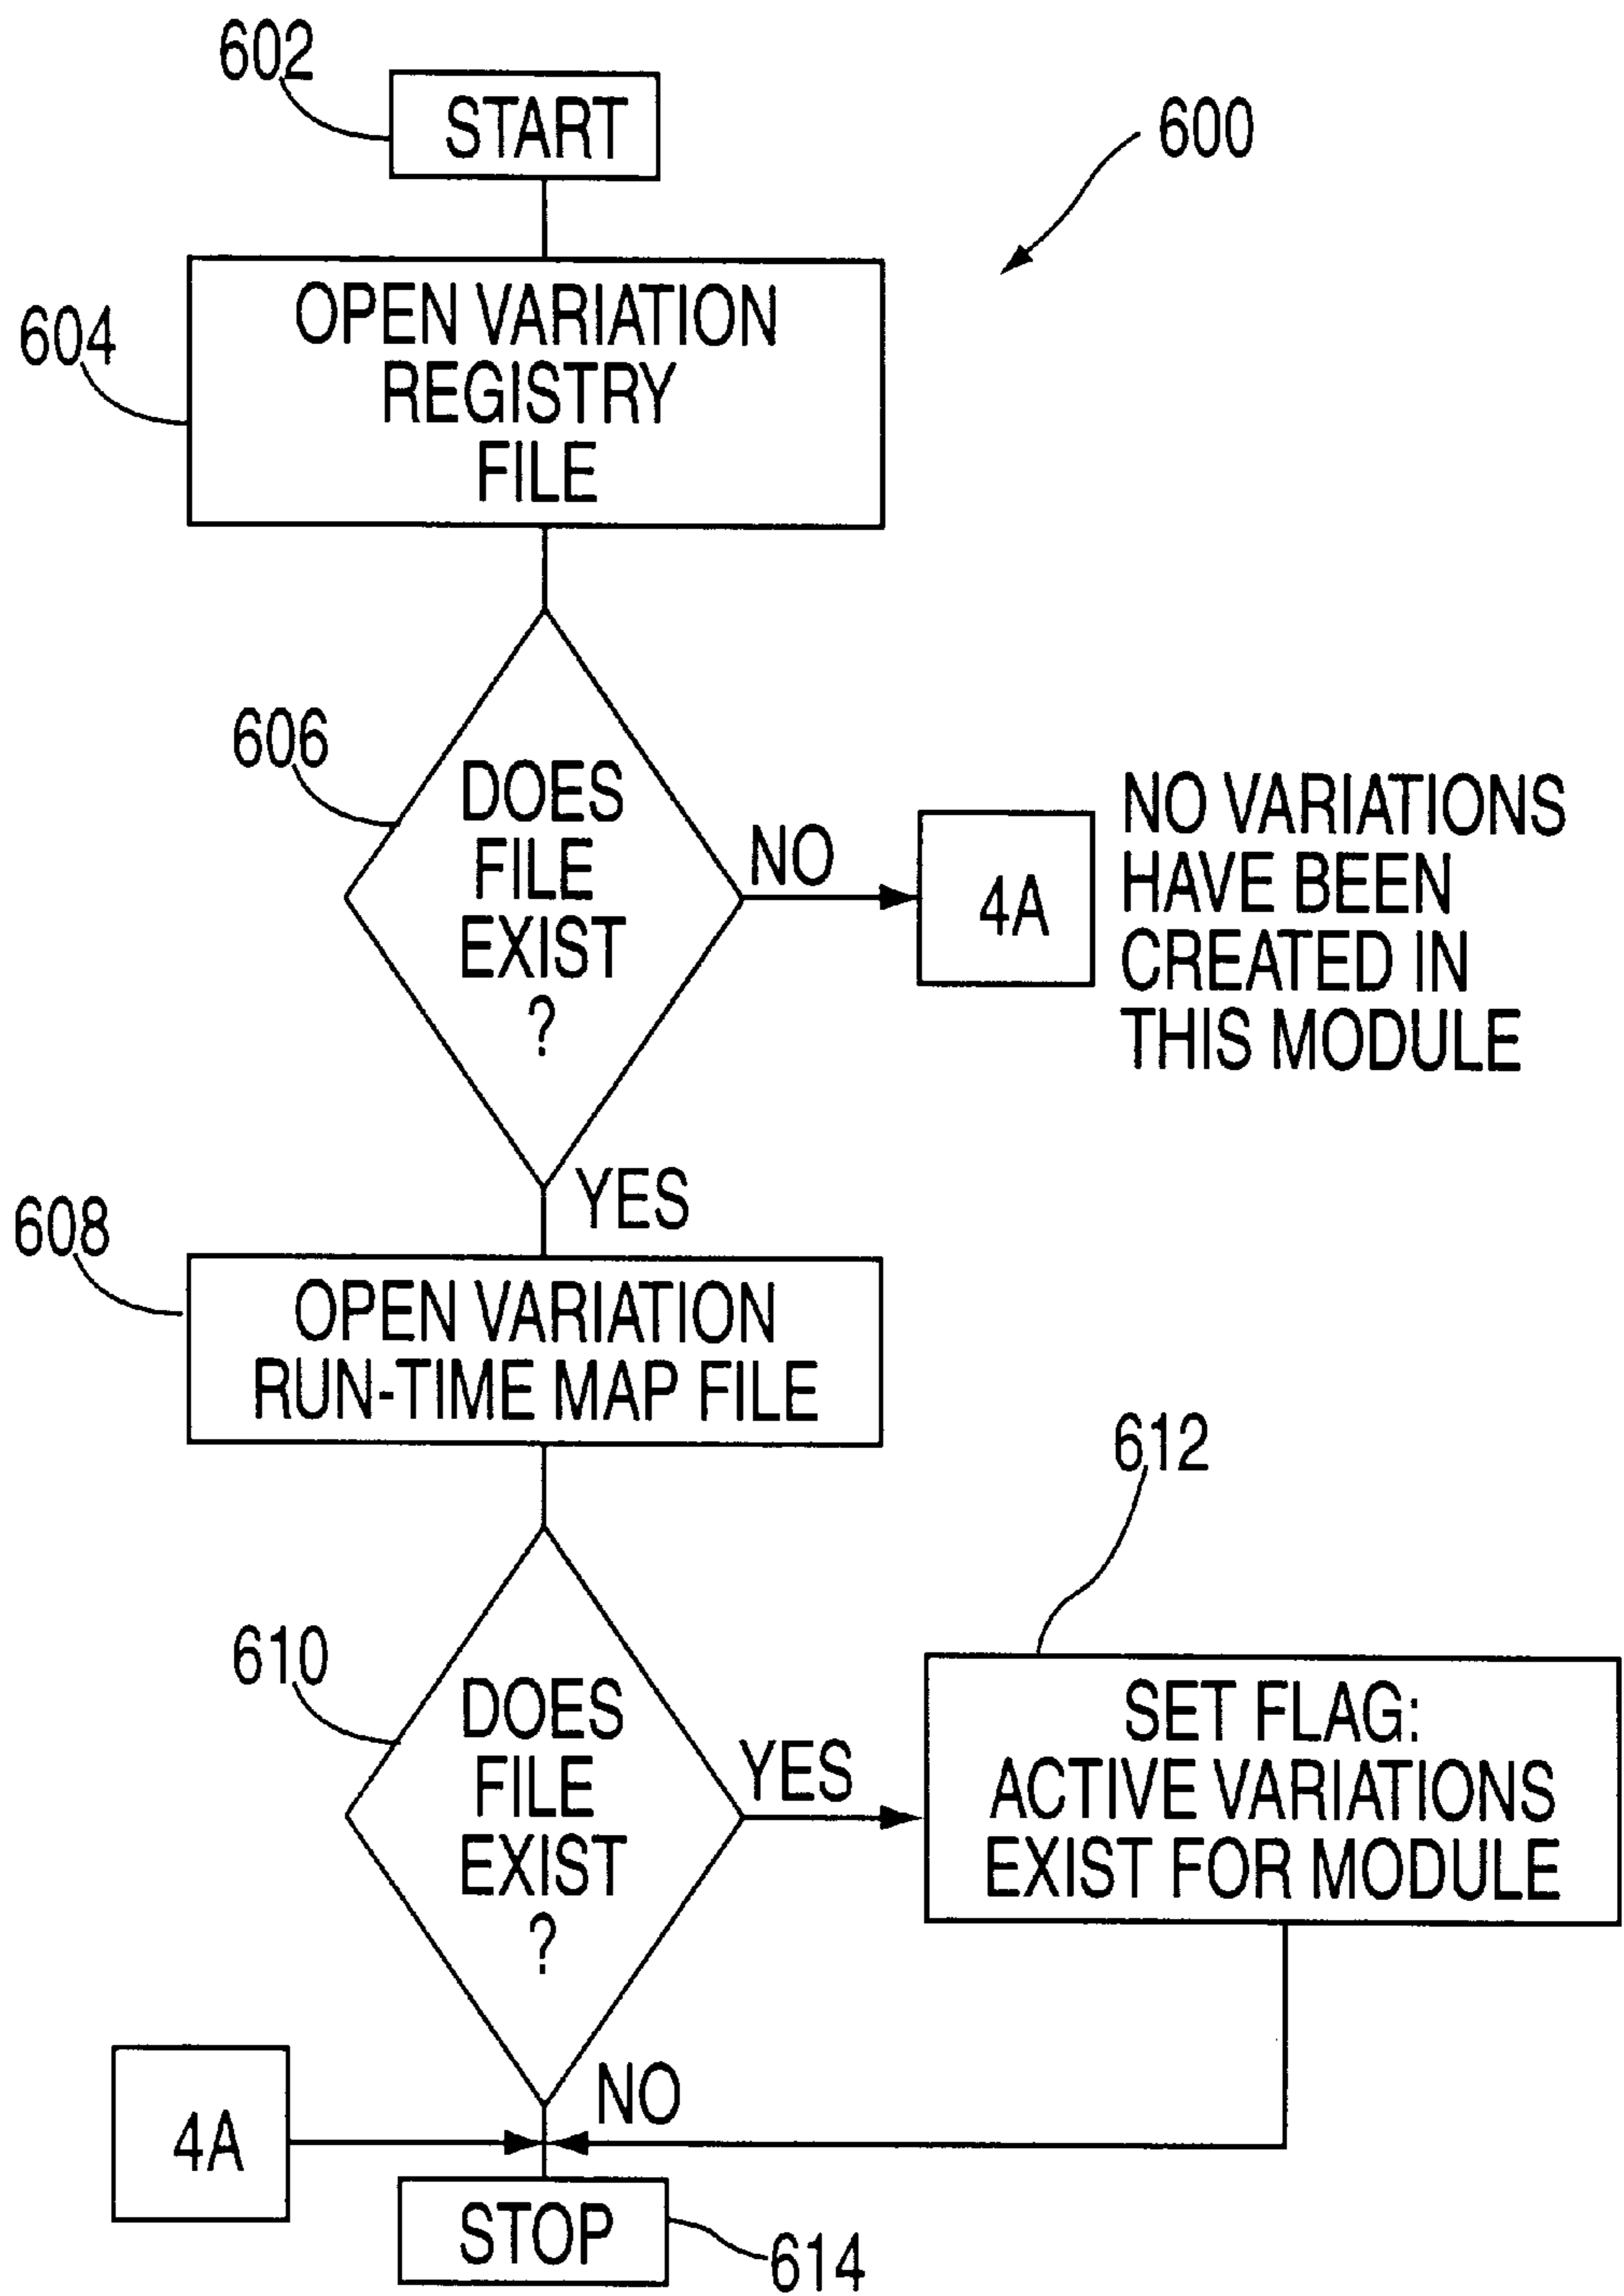 602
START
600
604
OPEN VARIATION
REGISTRY
FILE
606
DOES
FILE
EXIST
?
NO
4A
NO VARIATIONS
HAVE BEEN
CREATED IN
THIS MODULE
YES
608
OPEN VARIATION
RUN-TIME MAP FILE
612
610
DOES
FILE
EXIST
?
YES
SET FLAG:
ACTIVE VARIATIONS
EXIST FOR MODULE
NO
4A
STOP
614